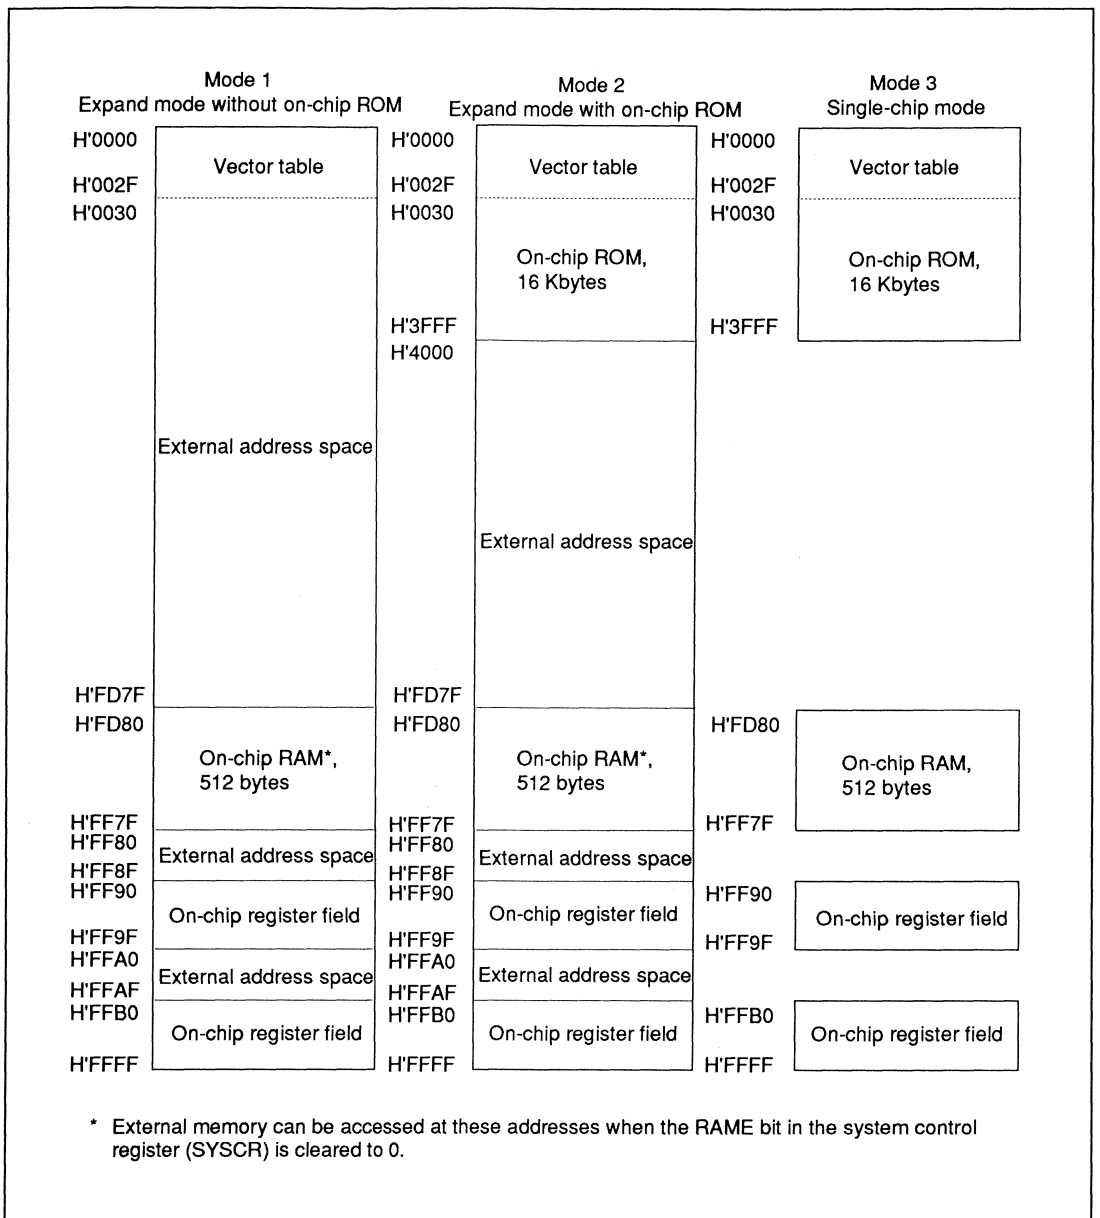 Mode 1
Expand mode without on-chip ROM
H'0000
Vector table
H'002F
H'0030
External address space
H'FD7F
H'FD80
On-chip RAM*,
512 bytes
H'FF7F
H'FF80
External address space
H'FF8F
H'FF90
On-chip register field
H'FF9F
H'FFA0
External address space
H'FFAF
H'FFB0
On-chip register field
H'FFFF
Mode 2
Expand mode with on-chip ROM
H'0000
Vector table
H'002F
H'0030
On-chip ROM,
16 Kbytes
H'3FFF
H'4000
External address space
H'FD7F
H'FD80
On-chip RAM*,
512 bytes
H'FF7F
H'FF80
External address space
H'FF8F
H'FF90
On-chip register field
H'FF9F
H'FFA0
External address space
H'FFAF
H'FFB0
On-chip register field
H'FFFF
Mode 3
Single-chip mode
H'0000
Vector table
H'002F
H'0030
On-chip ROM,
16 Kbytes
H'3FFF
H'FD80
On-chip RAM,
512 bytes
H'FF7F
H'FF90
On-chip register field
H'FF9F
H'FFB0
On-chip register field
H'FFFF
* External memory can be accessed at these addresses when the RAME bit in the system control
register (SYSCR) is cleared to 0.